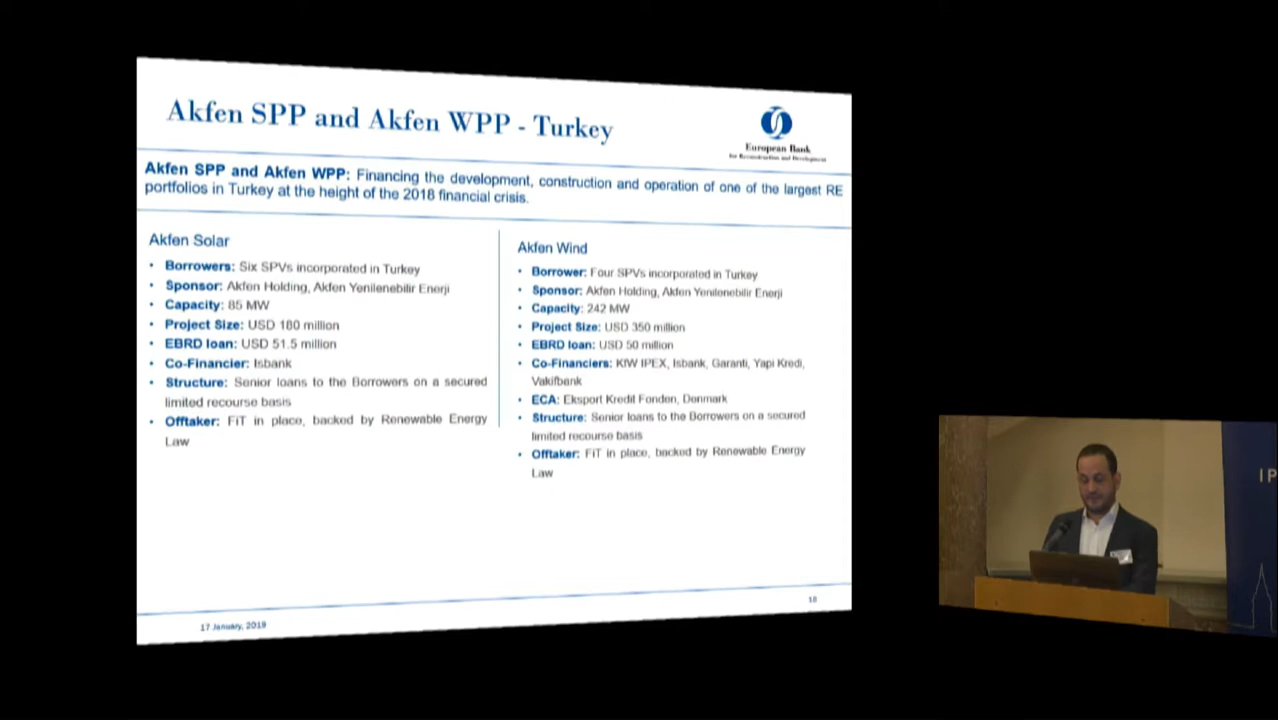 Akfen SPP and Akfen WPP - Turkey
European Bank
for Reconstruction and Development
Akfen SPP and Akfen WPP: Financing the development, construction and operation of one of the largest RE
portfolios in Turkey at the height of the 2018 financial crisis.
Akfen Solar
• Borrowers: Six SPVs incorporated in Turkey
• Sponsor: Akfen Holding, Akfen Yenilenebilir Enerji
• Capacity: 85 MW
• Project Size: USD 180 million
• EBRD loan: USD 51.5 million
• Co-Financier: Isbank
• Structure: Senior loans to the Borrowers on a secured
limited recourse basis
• Offtaker: FiT in place, backed by Renewable Energy
Law
Akfen Wind
• Borrower: Four SPVs incorporated in Turkey
• Sponsor: Akfen Holding, Akfen Yenilenebilir Enerji
• Capacity: 242 MW
• Project Size: USD 350 million
• EBRD loan: USD 50 million
• Co-Financiers: KfW IPEX, Isbank, Garanti, Yapi Kredi,
Vakifbank
• ECA: Eksport Kredit Fonden, Denmark
• Structure: Senior loans to the Borrowers on a secured
limited recourse basis
• Offtaker: FiT in place, backed by Renewable Energy
Law
17 January, 2019
18
IP